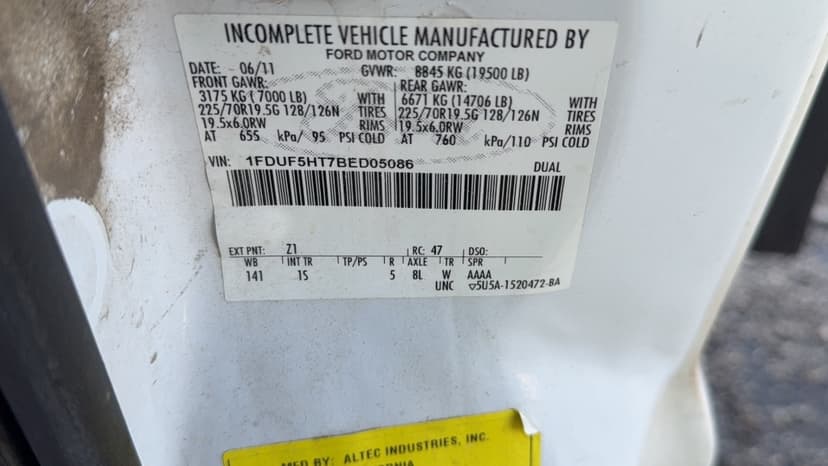 INCOMPLETE VEHICLE MANUFACTURED BY
FORD MOTOR COMPANY
DATE: 06/11 GVWR: 8845 KG (19500 LB)
FRONT GAWR: REAR GAWR:
3175 KG (7000 LB) WITH 6671 KG (14706 LB) WITH
225/70R19.5G 128/126N TIRES 225/70R19.5G 128/126N TIRES
19.5x6.0RW RIMS 19.5x6.0RW RIMS
AT 655 kPa/ 95 PSI COLD AT 760 kPa/110 PSI COLD
VIN: 1FDUF5HT7BED05086 DUAL
EXT PNT: Z1 RC: 47 DSO:
WB INT TR TP/PS R AXLE TR SPR
141 1S 5 8L W AAAA
UNC ▽5U5A-1520472-BA
MFD BY: ALTEC INDUSTRIES, INC.